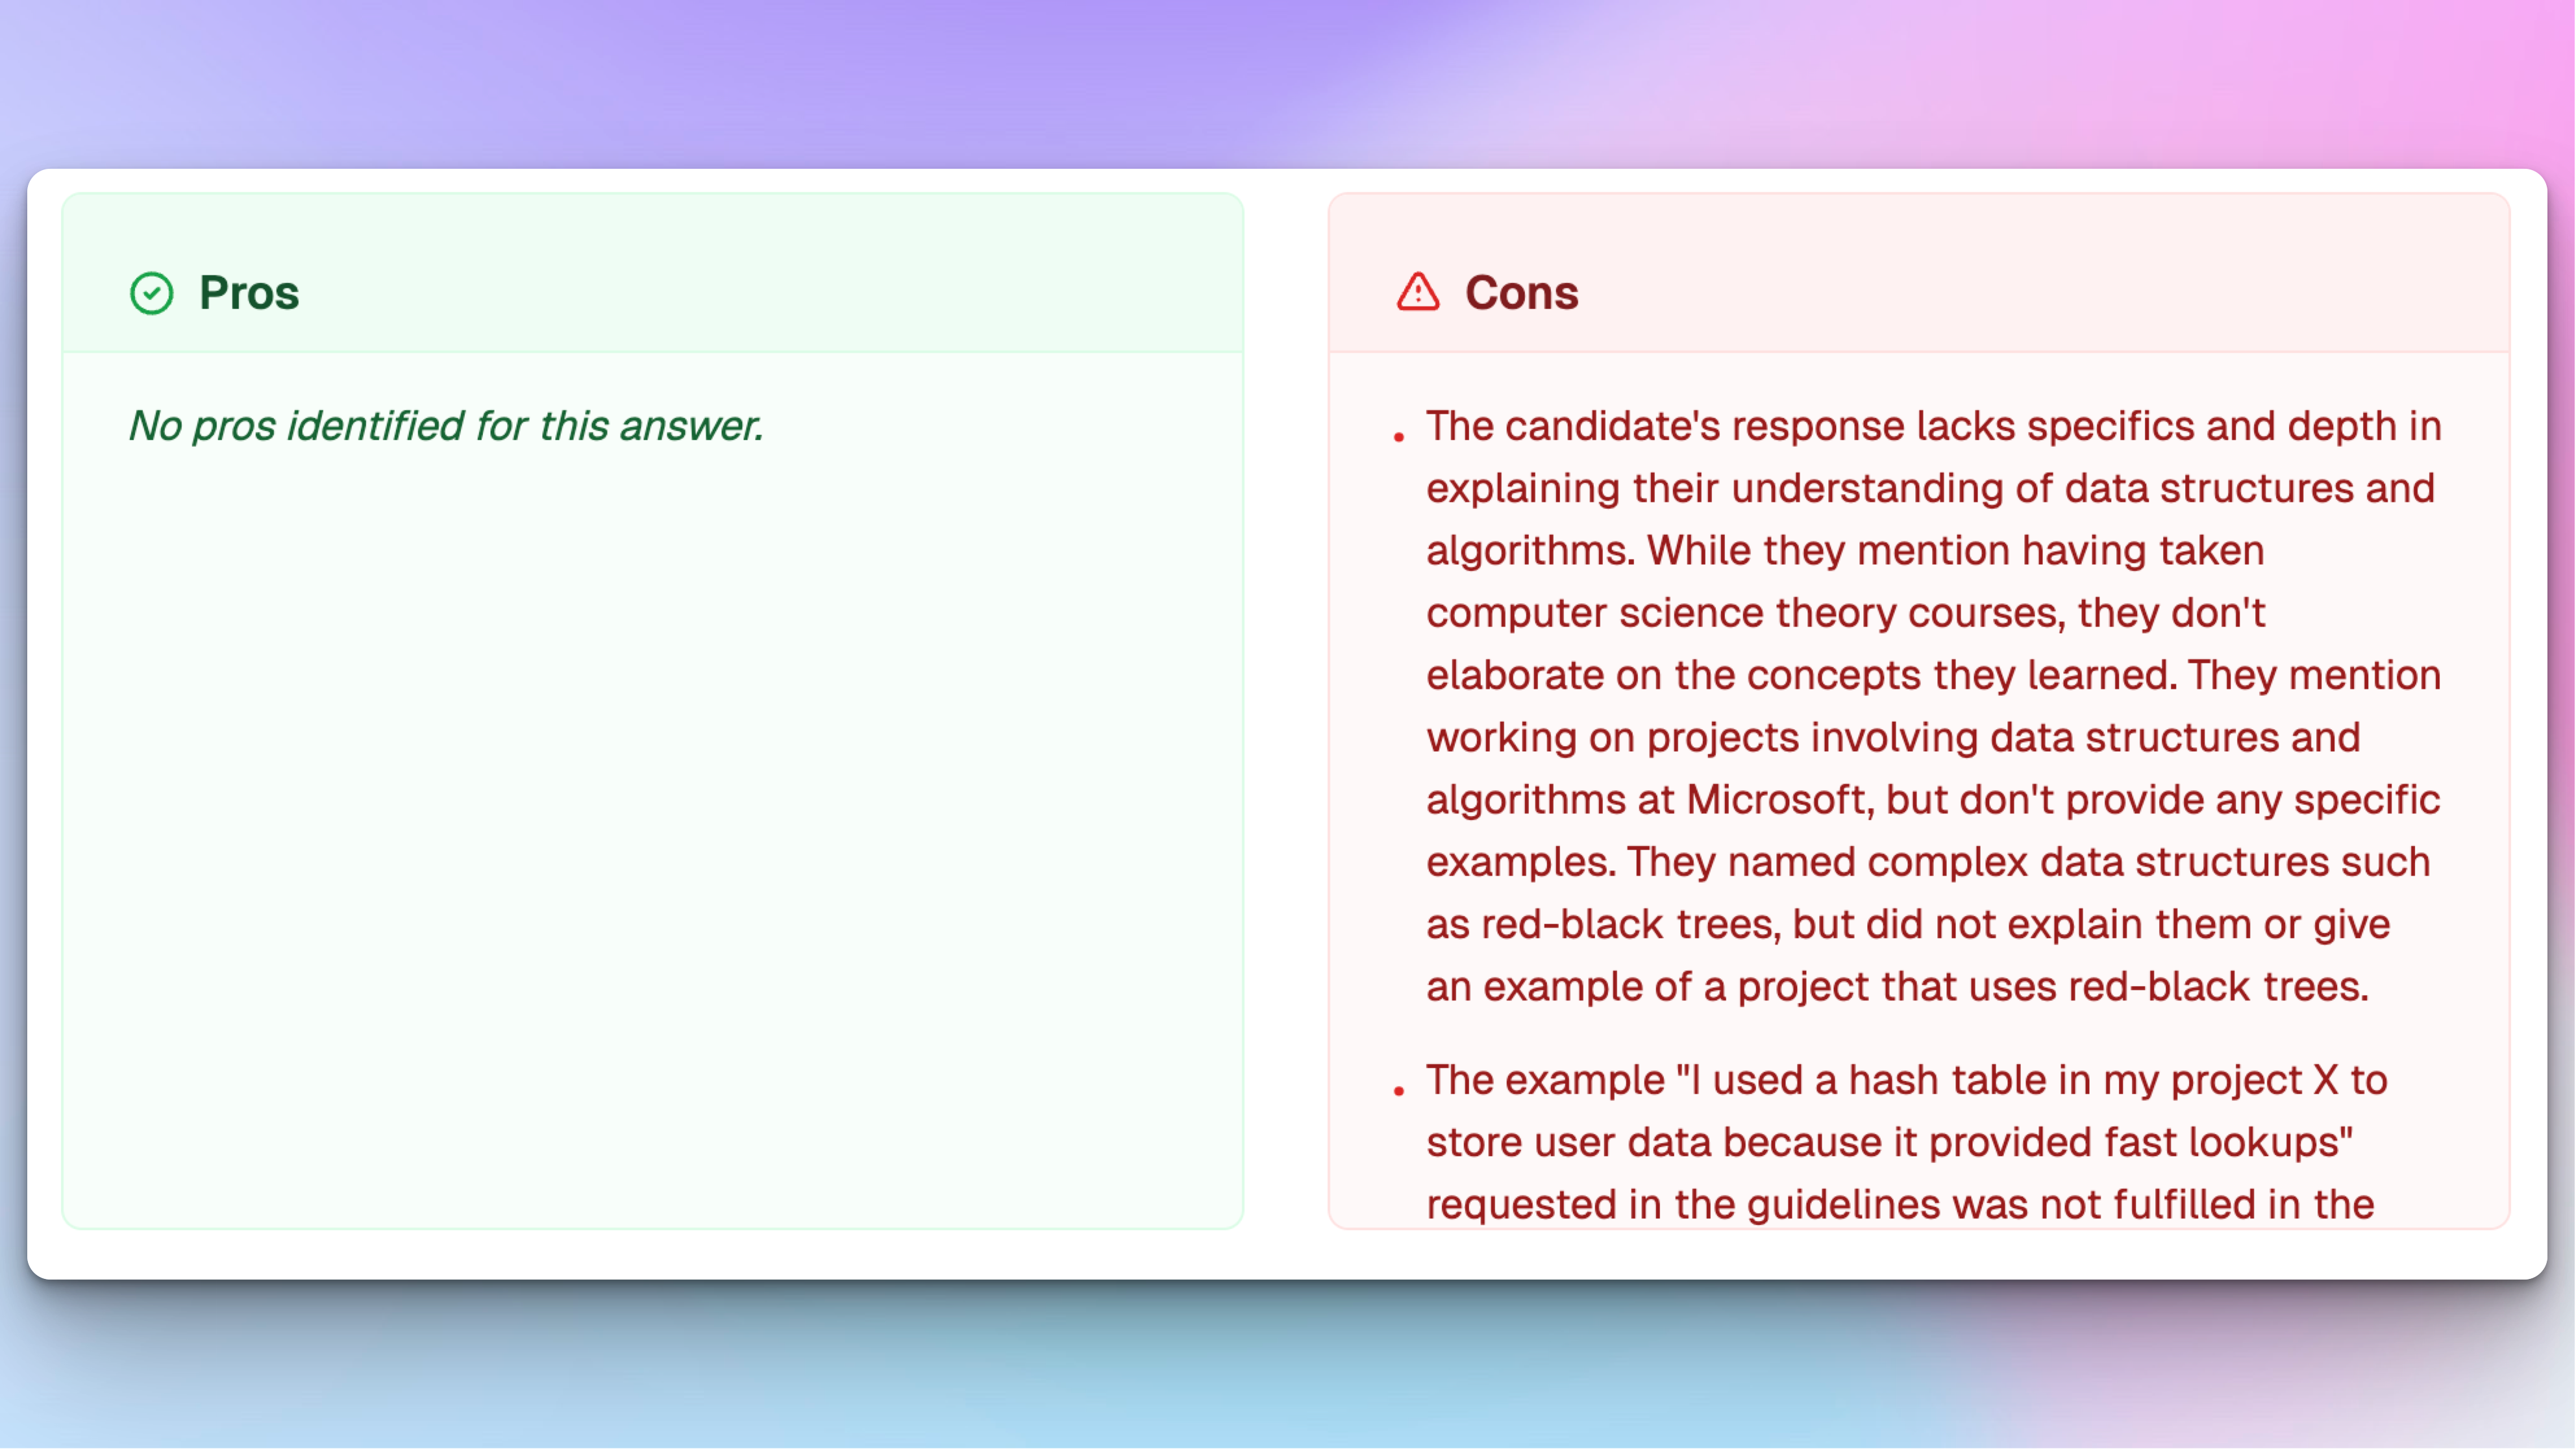 Pros
No pros identified for this answer.
Cons
The candidate's response lacks specifics and depth in
explaining their understanding of data structures and
algorithms. While they mention having taken
computer science theory courses, they don't
elaborate on the concepts they learned. They mention
working on projects involving data structures and
algorithms at Microsoft, but don't provide any specific
examples. They named complex data structures such
as red-black trees, but did not explain them or give
an example of a project that uses red-black trees.
The example "I used a hash table in my project X to
store user data because it provided fast lookups"
requested in the guidelines was not fulfilled in the